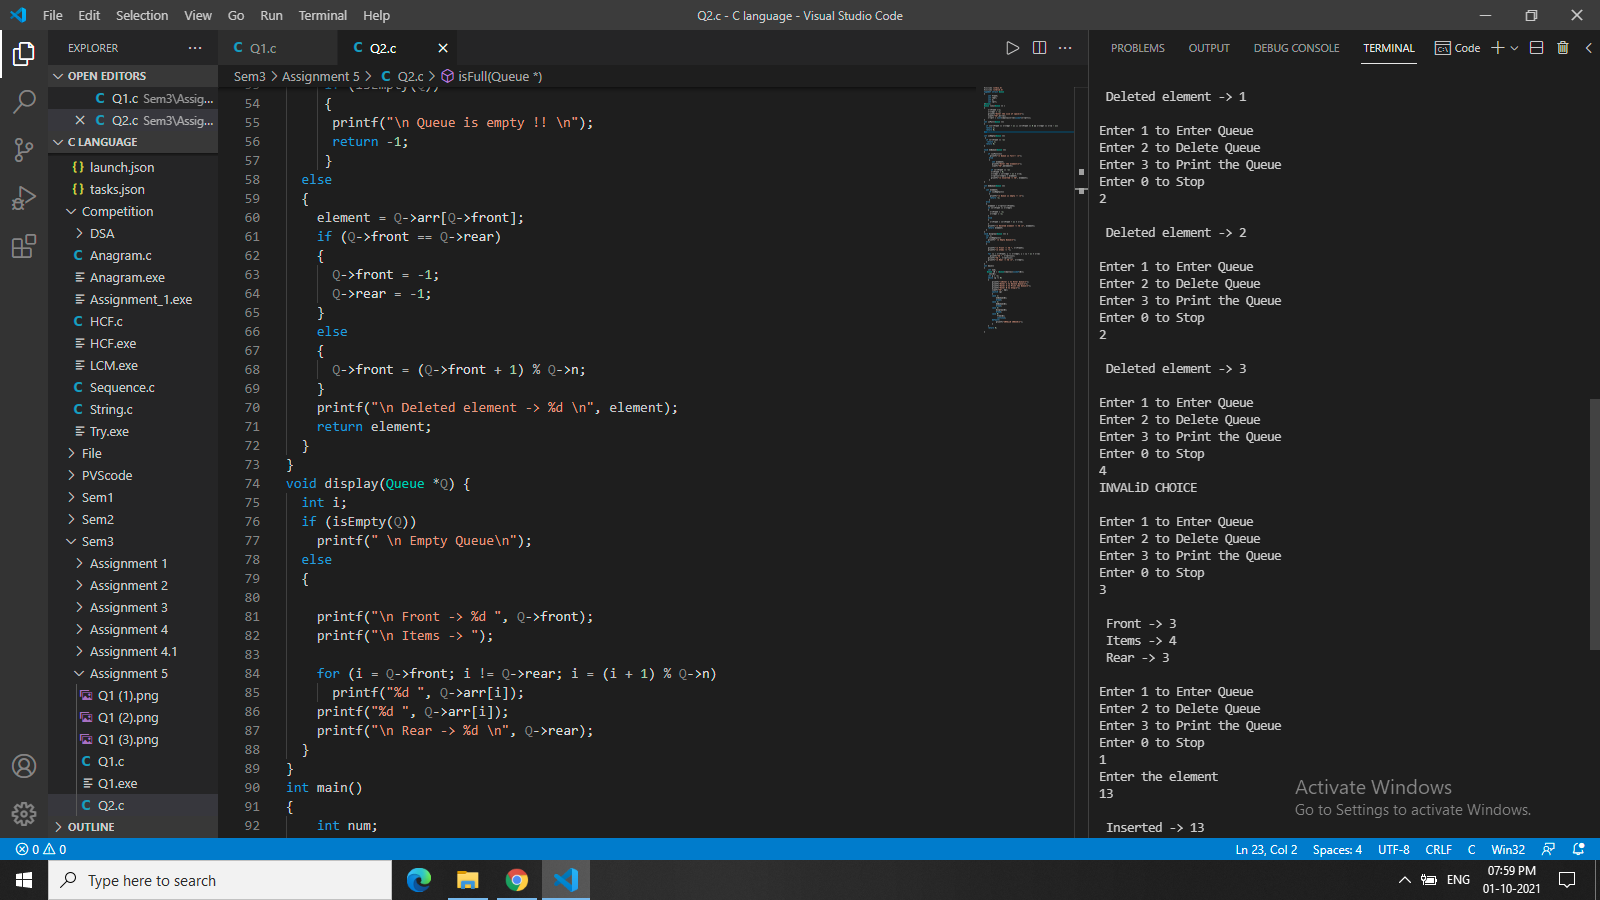 File Edit Selection View Go Run Terminal Help
Q2.c - C language - Visual Studio Code
EXPLORER
OPEN EDITORS
Q1.c Sem3\Assig...
Q2.c Sem3\Assig...
C LANGUAGE
launch.json
tasks.json
Competition
DSA
Anagram.c
Anagram.exe
Assignment_1.exe
HCF.c
HCF.exe
LCM.exe
Sequence.c
String.c
Try.exe
File
PVScode
Sem1
Sem2
Sem3
Assignment 1
Assignment 2
Assignment 3
Assignment 4
Assignment 4.1
Assignment 5
Q1 (1).png
Q1 (2).png
Q1 (3).png
Q1.c
Q1.exe
Q2.c
OUTLINE
Q1.c
Q2.c
Sem3 > Assignment 5 > C Q2.c > isFull(Queue *)
53 if (isEmpty(Q))
54 {
55 printf("\n Queue is empty !! \n");
56 return -1;
57 }
58 else
59 {
60 element = Q->arr[Q->front];
61 if (Q->front == Q->rear)
62 {
63 Q->front = -1;
64 Q->rear = -1;
65 }
66 else
67 {
68 Q->front = (Q->front + 1) % Q->n;
69 }
70 printf("\n Deleted element -> %d \n", element);
71 return element;
72 }
73 }
74 void display(Queue *Q) {
75 int i;
76 if (isEmpty(Q))
77 printf(" \n Empty Queue\n");
78 else
79 {
80
81 printf("\n Front -> %d ", Q->front);
82 printf("\n Items -> ");
83
84 for (i = Q->front; i != Q->rear; i = (i + 1) % Q->n)
85 printf("%d ", Q->arr[i]);
86 printf("%d ", Q->arr[i]);
87 printf("\n Rear -> %d \n", Q->rear);
88 }
89 }
90 int main()
91 {
92 int num;
PROBLEMS OUTPUT DEBUG CONSOLE TERMINAL Code
Deleted element -> 1
Enter 1 to Enter Queue
Enter 2 to Delete Queue
Enter 3 to Print the Queue
Enter 0 to Stop
2
Deleted element -> 2
Enter 1 to Enter Queue
Enter 2 to Delete Queue
Enter 3 to Print the Queue
Enter 0 to Stop
2
Deleted element -> 3
Enter 1 to Enter Queue
Enter 2 to Delete Queue
Enter 3 to Print the Queue
Enter 0 to Stop
4
INVALiD CHOICE
Enter 1 to Enter Queue
Enter 2 to Delete Queue
Enter 3 to Print the Queue
Enter 0 to Stop
3
Front -> 3
Items -> 4
Rear -> 3
Enter 1 to Enter Queue
Enter 2 to Delete Queue
Enter 3 to Print the Queue
Enter 0 to Stop
1
Enter the element
13
Inserted -> 13
Activate Windows
Go to Settings to activate Windows.
0 0
Ln 23, Col 2 Spaces: 4 UTF-8 CRLF C Win32
Type here to search
ENG
07:59 PM
01-10-2021